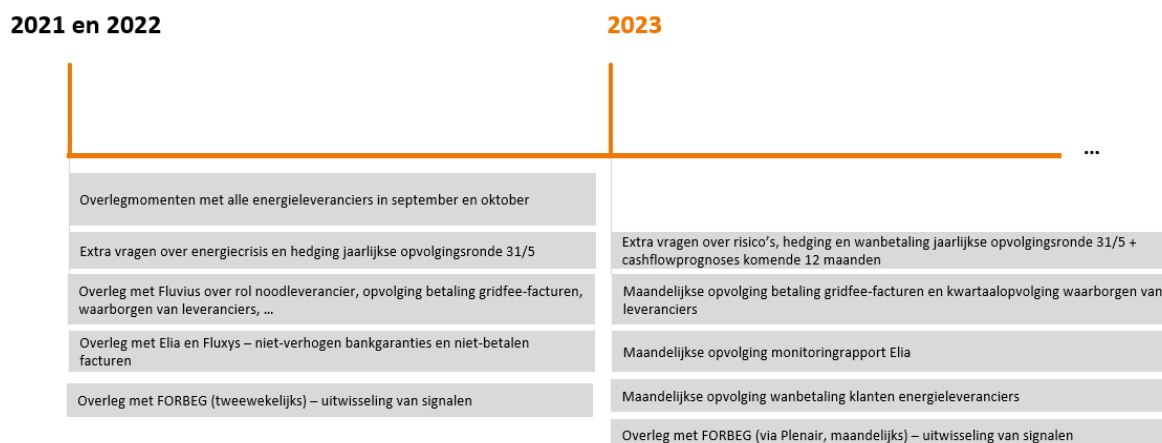 2021 en 2022
2023
...
Overlegmomenten met alle energieleveranciers in september en oktober
Extra vragen over energiecrisis en hedging jaarlijkse opvolgingsronde 31/5
Overleg met Fluvius over rol noodleverancier, opvolging betaling gridfee-facturen,
waarborgen van leveranciers, ...
Overleg met Elia en Fluxys – niet-verhogen bankgaranties en niet-betalen
facturen
Overleg met FORBEG (tweewekelijks) – uitwisseling van signalen
Extra vragen over risico's, hedging en wanbetaling jaarlijkse opvolgingsronde 31/5 +
cashflowprognoses komende 12 maanden
Maandelijkse opvolging betaling gridfee-facturen en kwartaalopvolging waarborgen van
leveranciers
Maandelijkse opvolging monitoringrapport Elia
Maandelijkse opvolging wanbetaling klanten energieleveranciers
Overleg met FORBEG (via Plenair, maandelijks) – uitwisseling van signalen